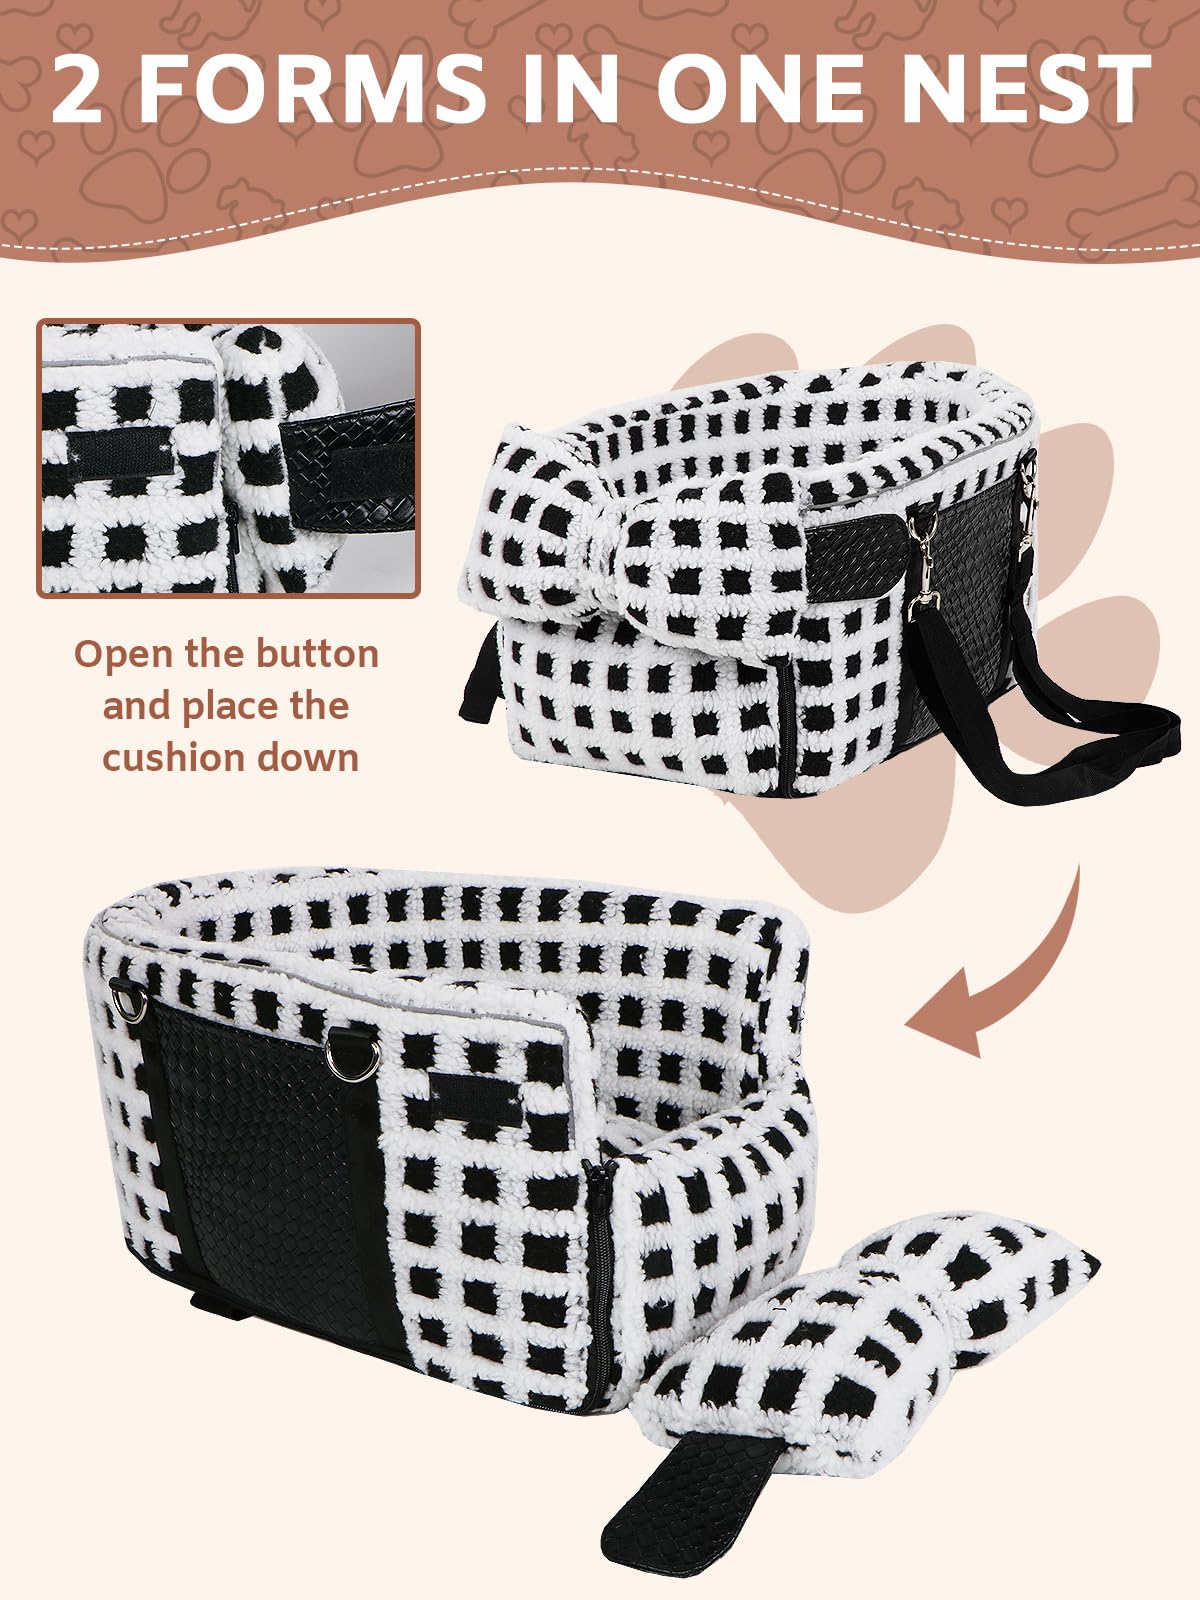 2 FORMS IN ONE NEST
Open the button
and place the
cushion down